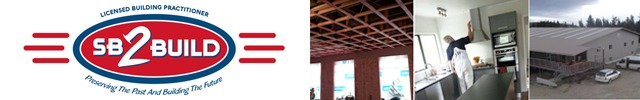 LICENSED BUILDING PRACTITIONER
SB2BUILD
Preserving The Past And Building The Future